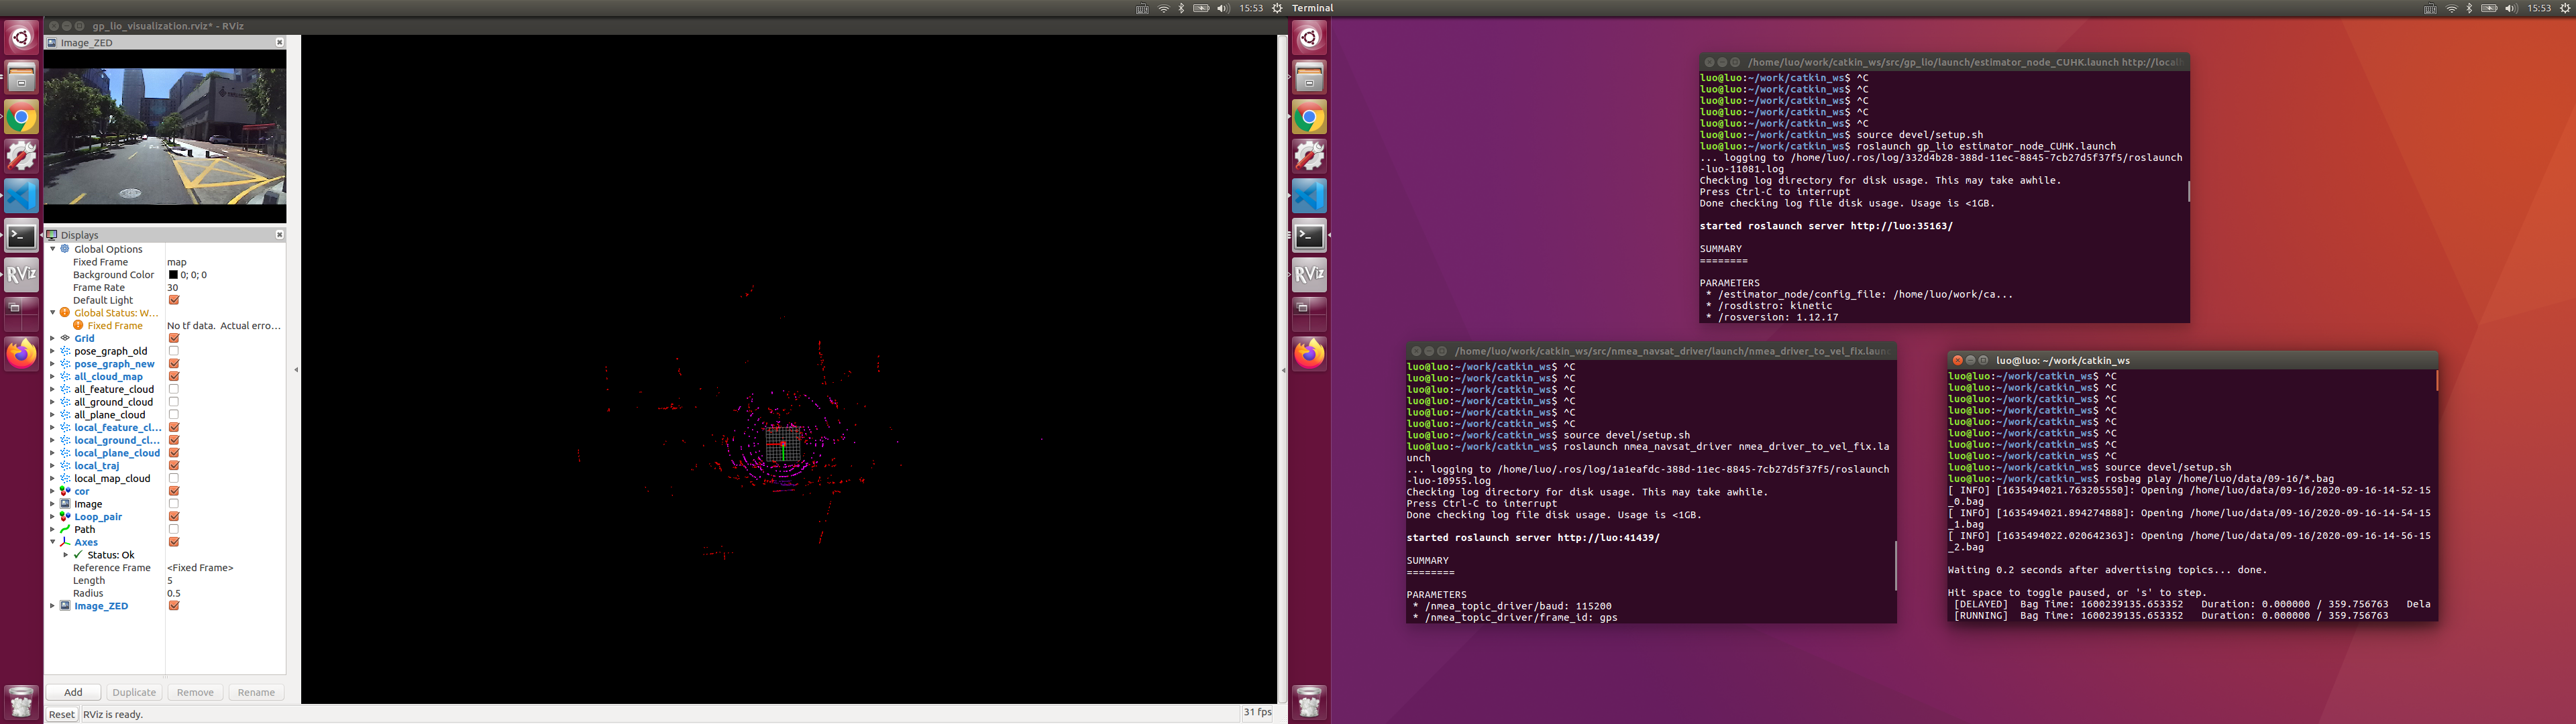 15:53
Terminal
15:53
gp_lio_visualization.rviz* - RViz
Image_ZED
Displays
Global Options
Fixed Frame map
Background Color 0; 0; 0
Frame Rate 30
Default Light
Global Status: W...
Fixed Frame No tf data. Actual erro...
Grid
pose_graph_old
pose_graph_new
all_cloud_map
all_feature_cloud
all_ground_cloud
all_plane_cloud
local_feature_cl...
local_ground_cl...
local_plane_cloud
local_traj
local_map_cloud
cor
Image
Loop_pair
Path
Axes
Status: Ok
Reference Frame <Fixed Frame>
Length 5
Radius 0.5
Image_ZED
Add Duplicate Remove Rename
Reset RViz is ready.
31 fps
RViz
RViz
/home/luo/work/catkin_ws/src/gp_lio/launch/estimator_node_CUHK.launch http://local
luo@luo:~/work/catkin_ws$ ^C
luo@luo:~/work/catkin_ws$ ^C
luo@luo:~/work/catkin_ws$ ^C
luo@luo:~/work/catkin_ws$ ^C
luo@luo:~/work/catkin_ws$ ^C
luo@luo:~/work/catkin_ws$ source devel/setup.sh
luo@luo:~/work/catkin_ws$ roslaunch gp_lio estimator_node_CUHK.launch
... logging to /home/luo/.ros/log/332d4b28-388d-11ec-8845-7cb27d5f37f5/roslaunch
-luo-11081.log
Checking log directory for disk usage. This may take awhile.
Press Ctrl-C to interrupt
Done checking log file disk usage. Usage is <1GB.
started roslaunch server http://luo:35163/
SUMMARY
========
PARAMETERS
* /estimator_node/config_file: /home/luo/work/ca...
* /rosdistro: kinetic
* /rosversion: 1.12.17
/home/luo/work/catkin_ws/src/nmea_navsat_driver/launch/nmea_driver_to_vel_fix.laun
luo@luo:~/work/catkin_ws$ ^C
luo@luo:~/work/catkin_ws$ ^C
luo@luo:~/work/catkin_ws$ ^C
luo@luo:~/work/catkin_ws$ ^C
luo@luo:~/work/catkin_ws$ ^C
luo@luo:~/work/catkin_ws$ ^C
luo@luo:~/work/catkin_ws$ source devel/setup.sh
luo@luo:~/work/catkin_ws$ roslaunch nmea_navsat_driver nmea_driver_to_vel_fix.la
unch
... logging to /home/luo/.ros/log/1a1eafdc-388d-11ec-8845-7cb27d5f37f5/roslaunch
-luo-10955.log
Checking log directory for disk usage. This may take awhile.
Press Ctrl-C to interrupt
Done checking log file disk usage. Usage is <1GB.
started roslaunch server http://luo:41439/
SUMMARY
========
PARAMETERS
* /nmea_topic_driver/baud: 115200
* /nmea_topic_driver/frame_id: gps
luo@luo: ~/work/catkin_ws
luo@luo:~/work/catkin_ws$ ^C
luo@luo:~/work/catkin_ws$ ^C
luo@luo:~/work/catkin_ws$ ^C
luo@luo:~/work/catkin_ws$ ^C
luo@luo:~/work/catkin_ws$ ^C
luo@luo:~/work/catkin_ws$ ^C
luo@luo:~/work/catkin_ws$ ^C
luo@luo:~/work/catkin_ws$ ^C
luo@luo:~/work/catkin_ws$ source devel/setup.sh
luo@luo:~/work/catkin_ws$ rosbag play /home/luo/data/09-16/*.bag
[ INFO] [1635494021.763205550]: Opening /home/luo/data/09-16/2020-09-16-14-52-15
_0.bag
[ INFO] [1635494021.894274888]: Opening /home/luo/data/09-16/2020-09-16-14-54-15
_1.bag
[ INFO] [1635494022.020642363]: Opening /home/luo/data/09-16/2020-09-16-14-56-15
_2.bag
Waiting 0.2 seconds after advertising topics... done.
Hit space to toggle paused, or 's' to step.
[DELAYED] Bag Time: 1600239135.653352 Duration: 0.000000 / 359.756763 Dela
[RUNNING] Bag Time: 1600239135.653352 Duration: 0.000000 / 359.756763